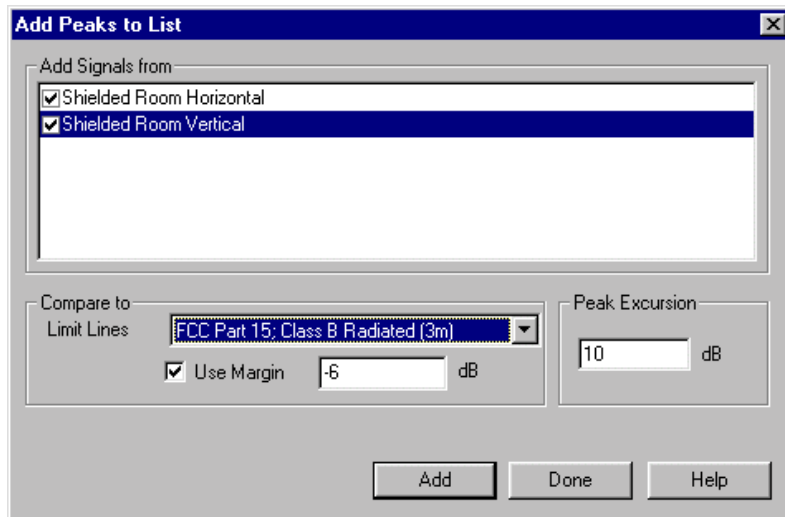 Add Peaks to List
Add Signals from
Shielded Room Horizontal
Shielded Room Vertical
Compare to
Limit Lines FCC Part 15; Class B Radiated (3m)
Use Margin -6 dB
Peak Excursion
10 dB
Add Done Help